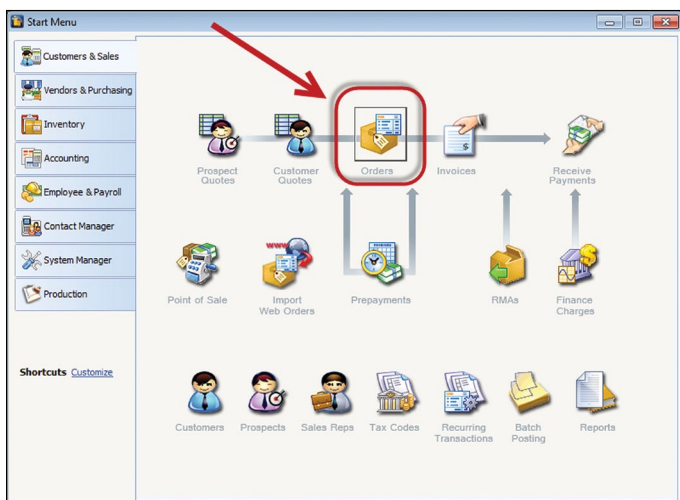 Start Menu
Customers & Sales
Vendors & Purchasing
Inventory
Accounting
Employee & Payroll
Contact Manager
System Manager
Production
Shortcuts Customize
Prospect
Quotes
Customer
Quotes
Orders
Invoices
$
Receive
Payments
Point of Sale
www
Import
Web Orders
Prepayments
RMAs
$
Finance
Charges
Customers
Prospects
Sales Reps
Tax Codes
Recurring
Transactions
Batch
Posting
Reports